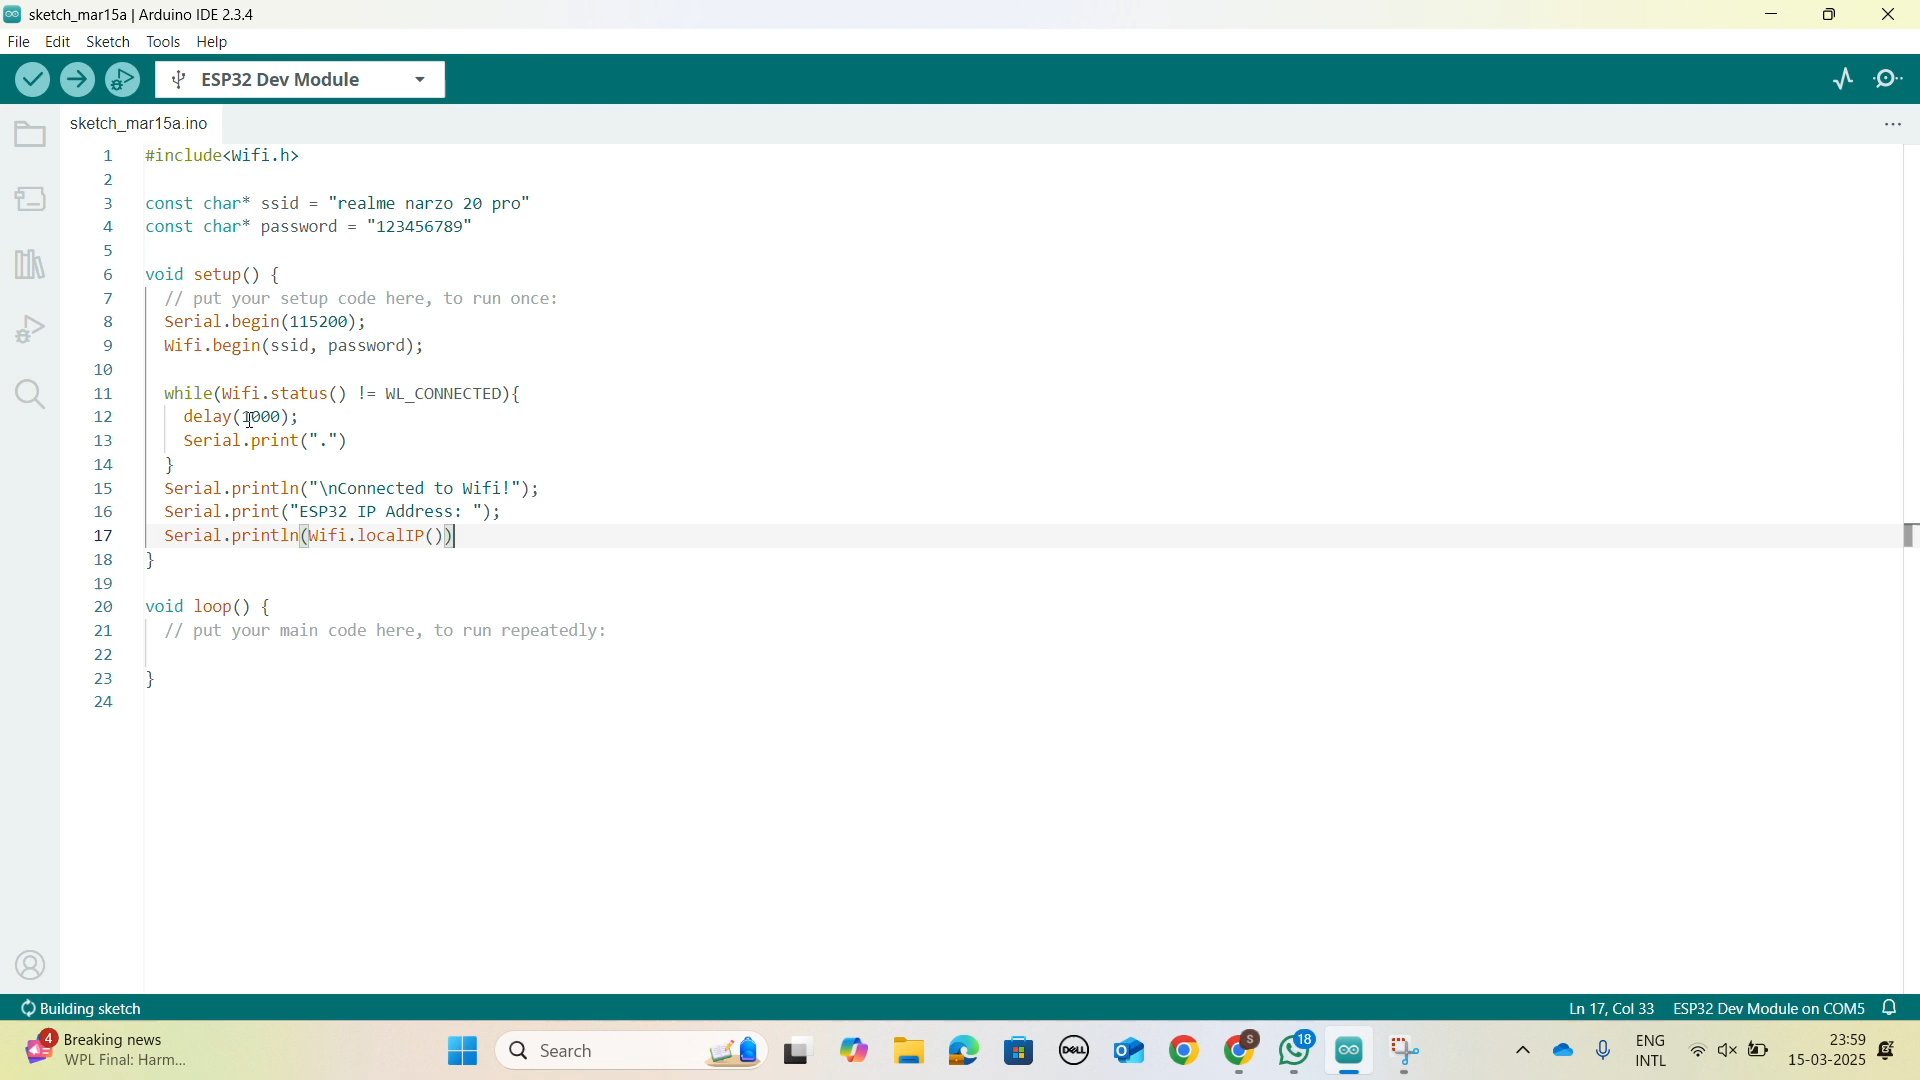 sketch_mar15a | Arduino IDE 2.3.4
File Edit Sketch Tools Help
ESP32 Dev Module
sketch_mar15a.ino
1 #include<Wifi.h>
2
3 const char* ssid = "realme narzo 20 pro"
4 const char* password = "123456789"
5
6 void setup() {
7 // put your setup code here, to run once:
8 Serial.begin(115200);
9 Wifi.begin(ssid, password);
10
11 while(Wifi.status() != WL_CONNECTED){
12 delay(1000);
13 Serial.print(".")
14 }
15 Serial.println("\nConnected to Wifi!");
16 Serial.print("ESP32 IP Address: ");
17 Serial.println(Wifi.localIP())
18 }
19
20 void loop() {
21 // put your main code here, to run repeatedly:
22
23 }
24
Building sketch Ln 17, Col 33 ESP32 Dev Module on COM5
4 Breaking news
WPL Final: Harm...
Search
DELL
S
18
ENG
INTL
23:59
15-03-2025